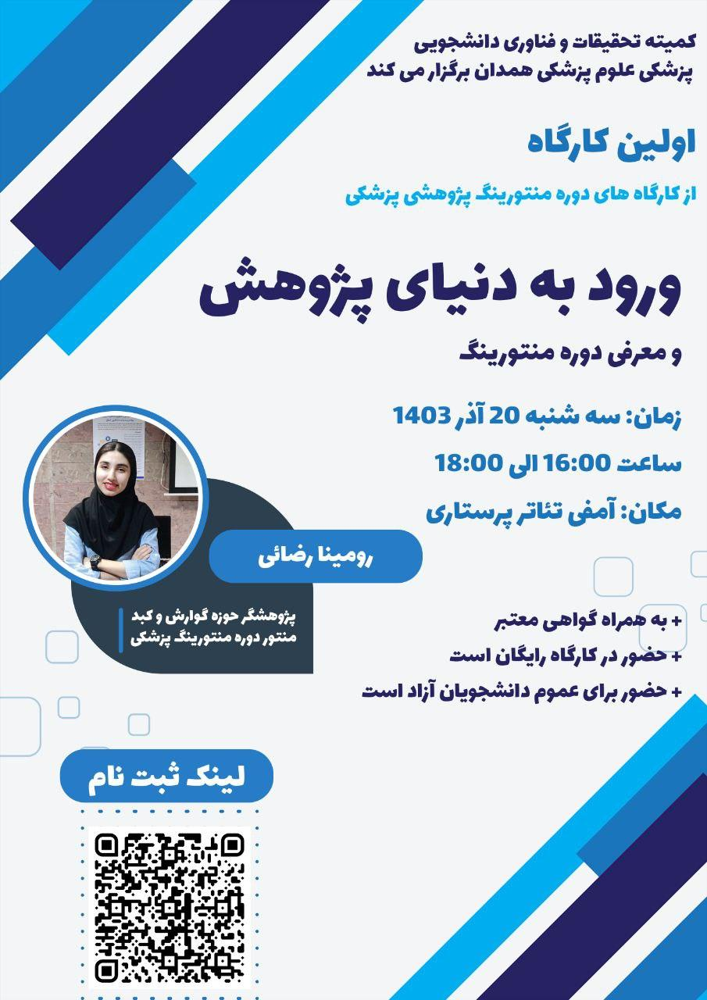 کمیته تحقیقات و فناوری دانشجویی
پزشکی علوم پزشکی همدان برگزار می کند
اولین کارگاه
از کارگاه های دوره منتورینگ پژوهشی پزشکی
ورود به دنیای پژوهش
و معرفی دوره منتورینگ
زمان: سه شنبه 20 آذر 1403
ساعت 16:00 الی 18:00
مکان: آمفی تئاتر پرستاری
رومینا رضائی
پژوهشگر حوزه گوارش و کبد
منتور دوره منتورینگ پزشکی
+ به همراه گواهی معتبر
+ حضور در کارگاه رایگان است
+ حضور برای عموم دانشجویان آزاد است
لینک ثبت نام